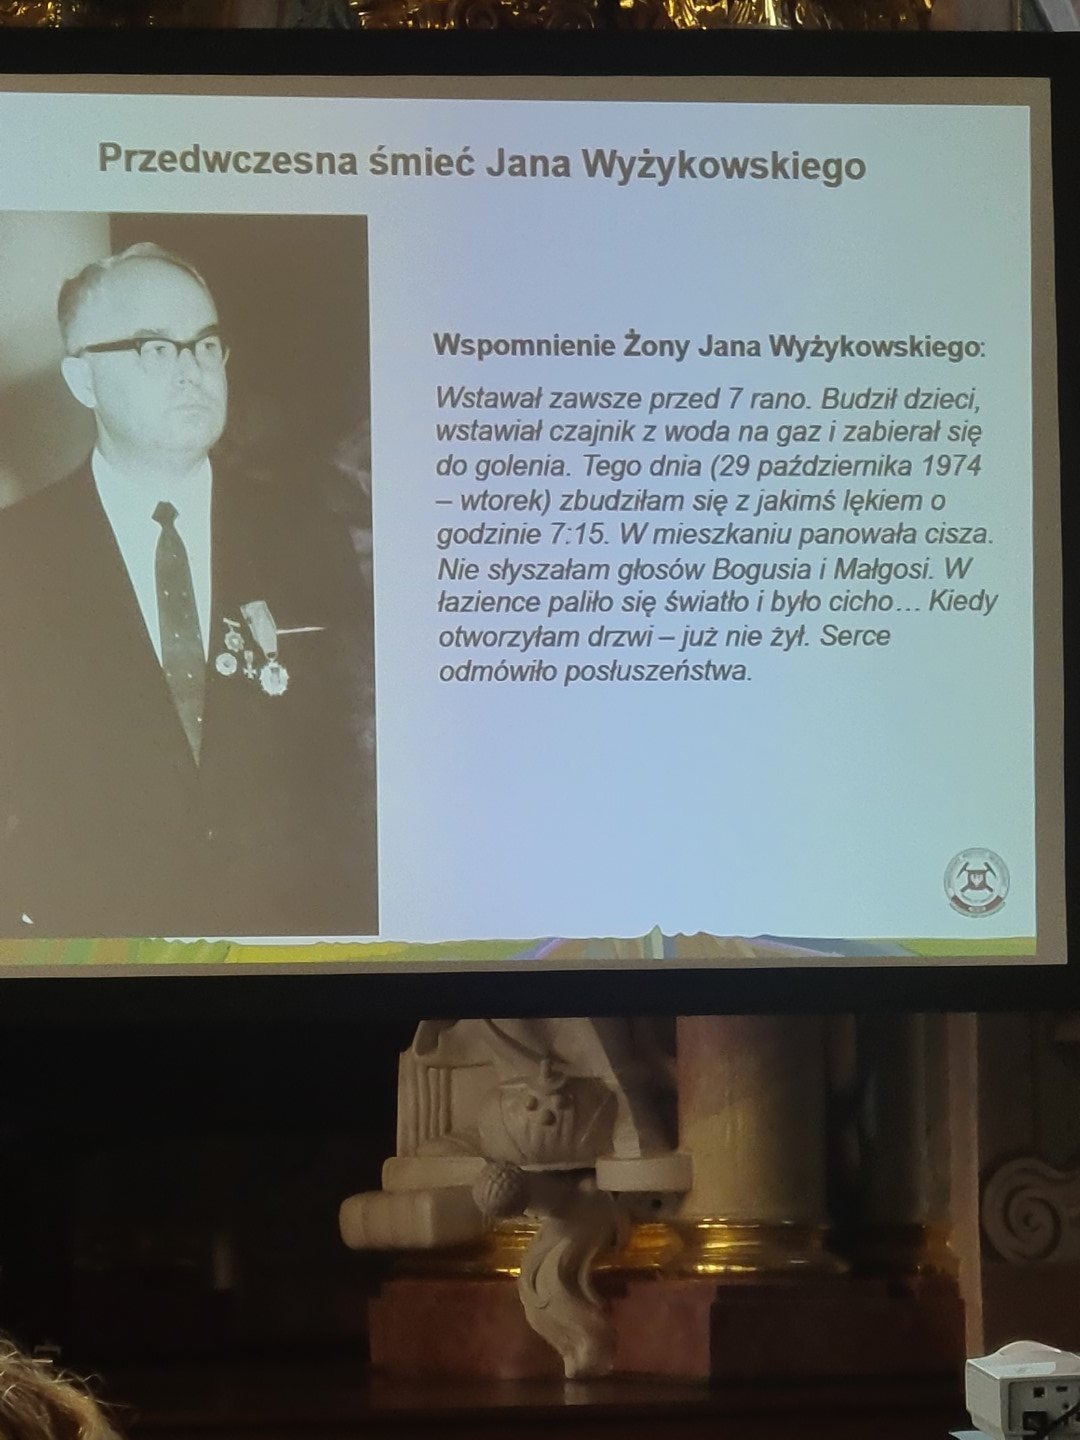 Przedwczesna śmieć Jana Wyżykowskiego
Wspomnienie Żony Jana Wyżykowskiego:
Wstawał zawsze przed 7 rano. Budził dzieci,
wstawiał czajnik z woda na gaz i zabierał się
do golenia. Tego dnia (29 października 1974
– wtorek) zbudziłam się z jakimś lękiem o
godzinie 7:15. W mieszkaniu panowała cisza.
Nie słyszałam głosów Bogusia i Małgosi. W
łazience paliło się światło i było cicho... Kiedy
otworzyłam drzwi – już nie żył. Serce
odmówiło posłuszeństwa.